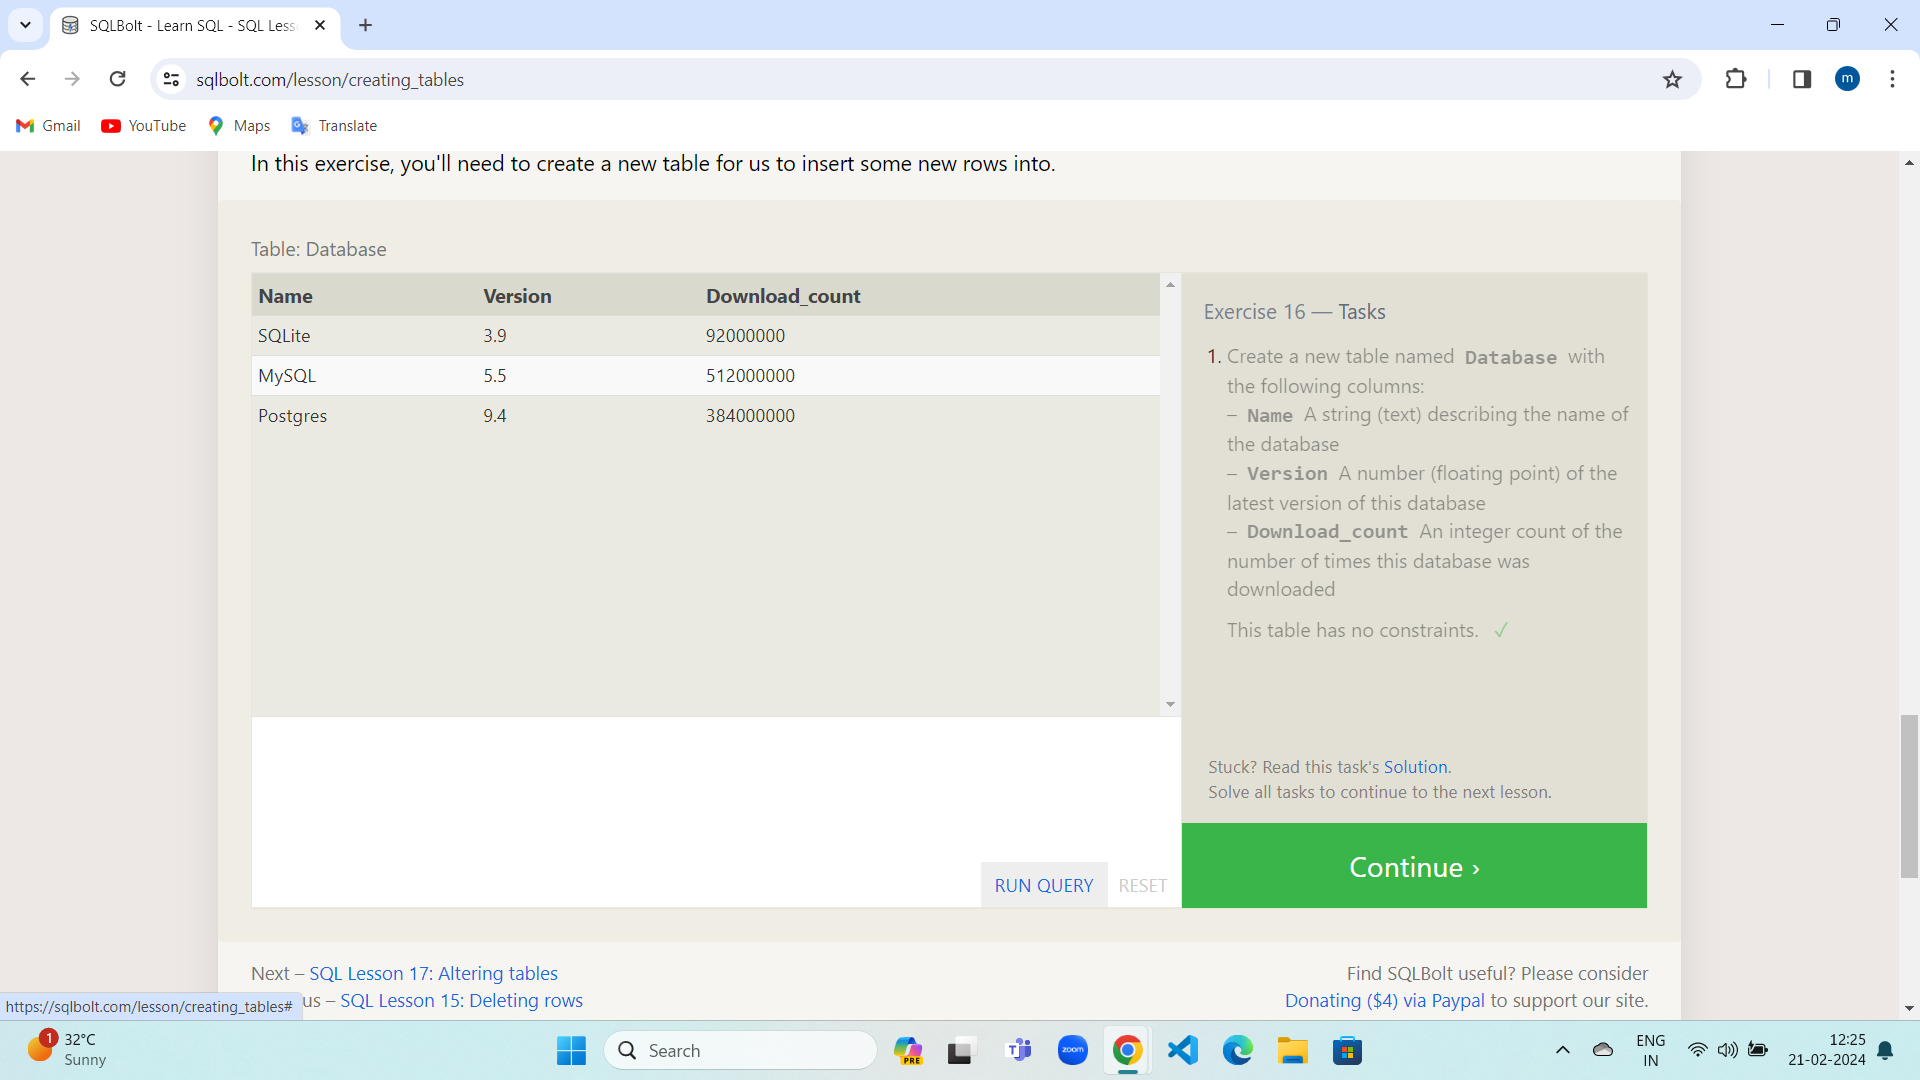 SQLBolt - Learn SQL - SQL Less
sqlbolt.com/lesson/creating_tables
m
Gmail
YouTube
Maps
Translate
In this exercise, you'll need to create a new table for us to insert some new rows into.
Table: Database
Name Version Download_count
SQLite 3.9 92000000
MySQL 5.5 512000000
Postgres 9.4 384000000
Exercise 16 — Tasks
1. Create a new table named Database with
the following columns:
– Name A string (text) describing the name of
the database
– Version A number (floating point) of the
latest version of this database
– Download_count An integer count of the
number of times this database was
downloaded
This table has no constraints. ✓
Stuck? Read this task's Solution.
Solve all tasks to continue to the next lesson.
RUN QUERY RESET
Continue ›
Next – SQL Lesson 17: Altering tables
us – SQL Lesson 15: Deleting rows
Find SQLBolt useful? Please consider
Donating ($4) via Paypal to support our site.
https://sqlbolt.com/lesson/creating_tables#
1
32°C
Sunny
Search
PRE
zoom
ENG
IN
12:25
21-02-2024